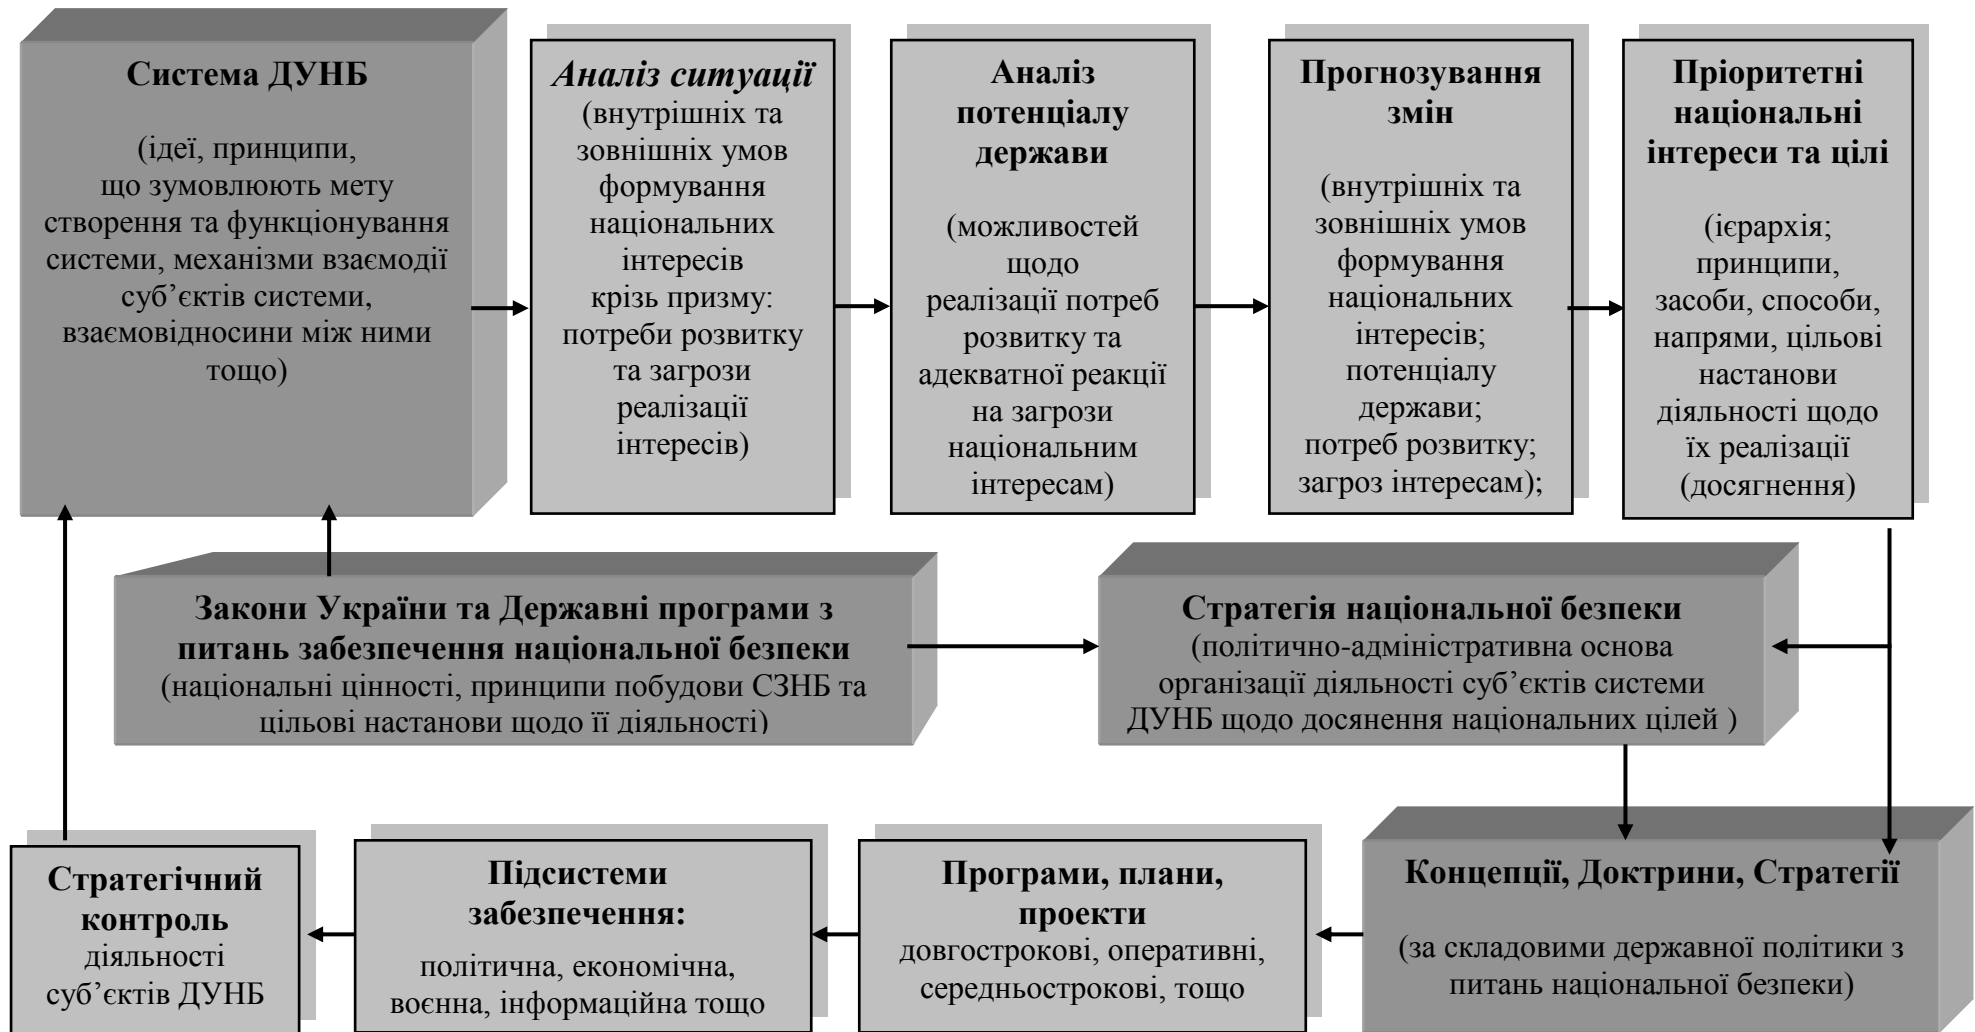 Система ДУНБ
(ідеї, принципи,
що зумовлюють мету
створення та функціонування
системи, механізми взаємодії
суб’єктів системи,
взаємовідносини між ними
тощо)
Аналіз ситуації
(внутрішніх та
зовнішніх умов
формування
національних
інтересів
крізь призму:
потреби розвитку
та загрози
реалізації
інтересів)
Аналіз
потенціалу
держави
(можливостей
щодо
реалізації потреб
розвитку та
адекватної реакції
на загрози
національним
інтересам)
Прогнозування
змін
(внутрішніх та
зовнішніх умов
формування
національних
інтересів;
потенціалу
держави;
потреб розвитку;
загроз інтересам);
Пріоритетні
національні
інтереси та цілі
(ієрархія;
принципи,
засоби, способи,
напрями, цільові
настанови
діяльності щодо
їх реалізації
(досягнення)
Закони України та Державні програми з
питань забезпечення національної безпеки
(національні цінності, принципи побудови СЗНБ та
цільові настанови щодо її діяльності)
Стратегія національної безпеки
(політично-адміністративна основа
організації діяльності суб’єктів системи
ДУНБ щодо досянення національних цілей )
Стратегічний
контроль
діяльності
суб’єктів ДУНБ
Підсистеми
забезпечення:
політична, економічна,
воєнна, інформаційна тощо
Програми, плани,
проекти
довгострокові, оперативні,
середньострокові, тощо
Концепції, Доктрини, Стратегії
(за складовими державної політики з
питань національної безпеки)